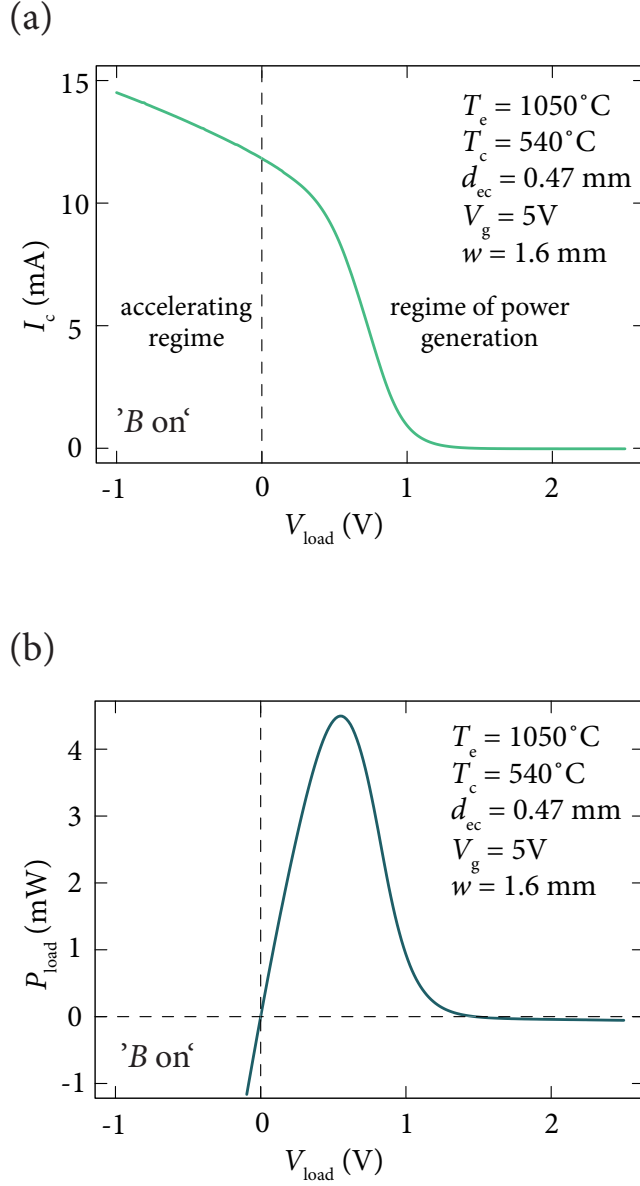 (a)
15
10
5
0
I_c (mA)
T_e = 1050°C
T_c = 540°C
d_ec = 0.47 mm
V_g = 5V
w = 1.6 mm
accelerating
regime
regime of power
generation
’B on‘
-1 0 1 2
V_load (V)
(b)
4
3
2
1
0
-1
P_load (mW)
T_e = 1050°C
T_c = 540°C
d_ec = 0.47 mm
V_g = 5V
w = 1.6 mm
’B on‘
-1 0 1 2
V_load (V)